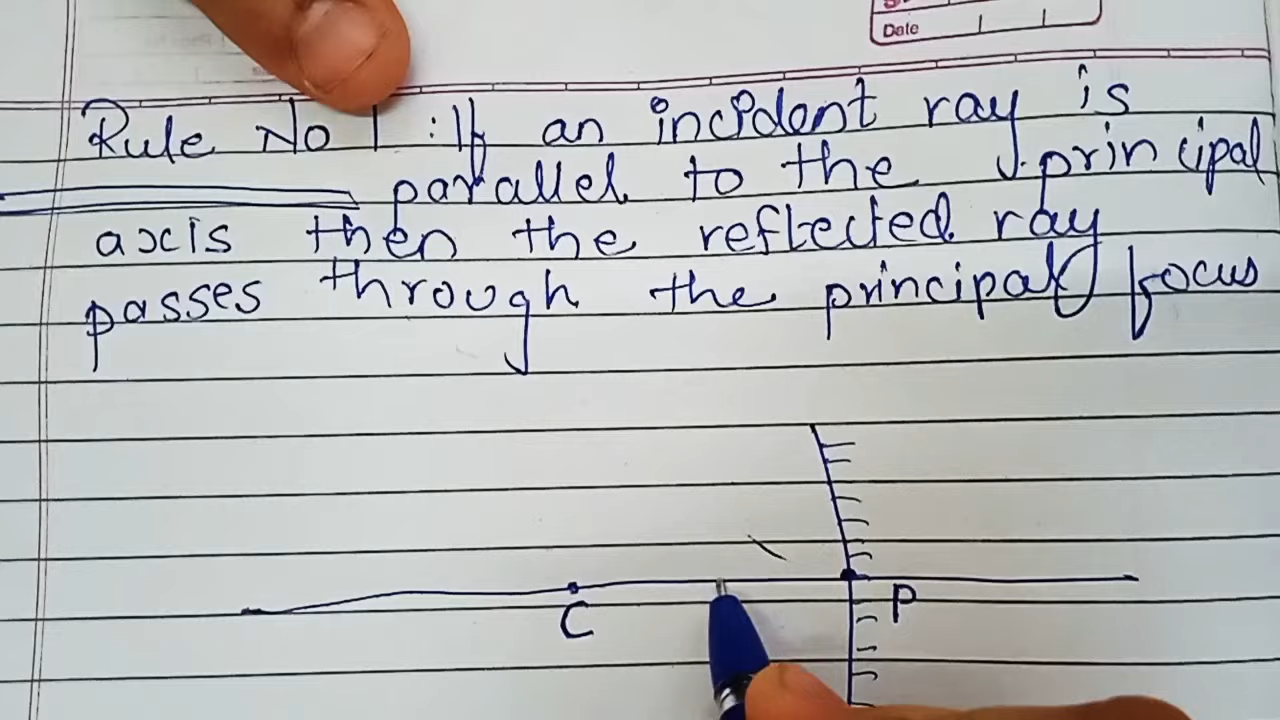 Date
Rule No 1 : If an incident ray is
parallel to the principal
axis then the reflected ray
passes through the principal focus
C
P